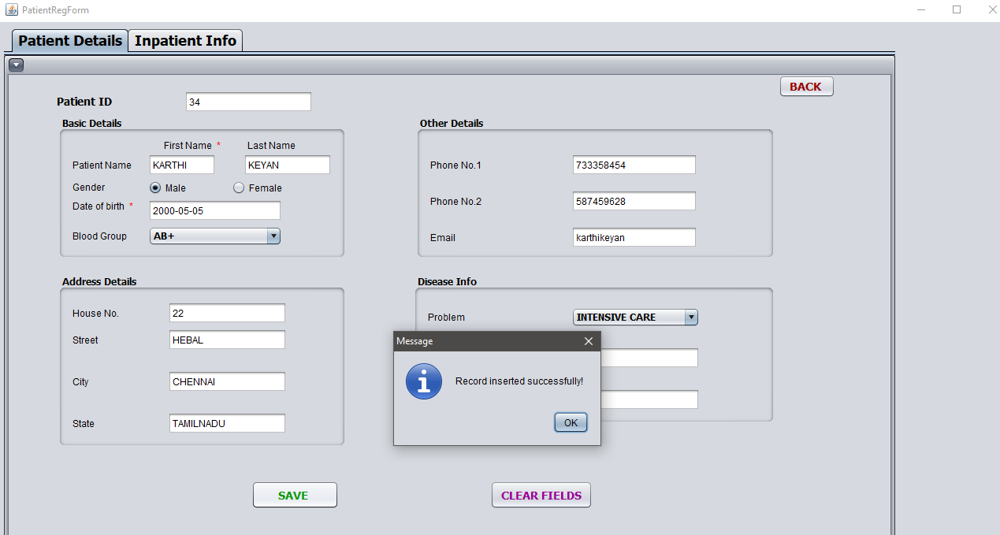 PatientRegForm
Patient Details Inpatient Info
BACK
Patient ID 34
Basic Details
First Name * Last Name
Patient Name KARTHI KEYAN
Gender Male Female
Date of birth * 2000-05-05
Blood Group AB+
Other Details
Phone No.1 733358454
Phone No.2 587459628
Email karthikeyan
Address Details
House No. 22
Street HEBAL
City CHENNAI
State TAMILNADU
Disease Info
Problem INTENSIVE CARE
Message
Record inserted successfully!
OK
SAVE CLEAR FIELDS